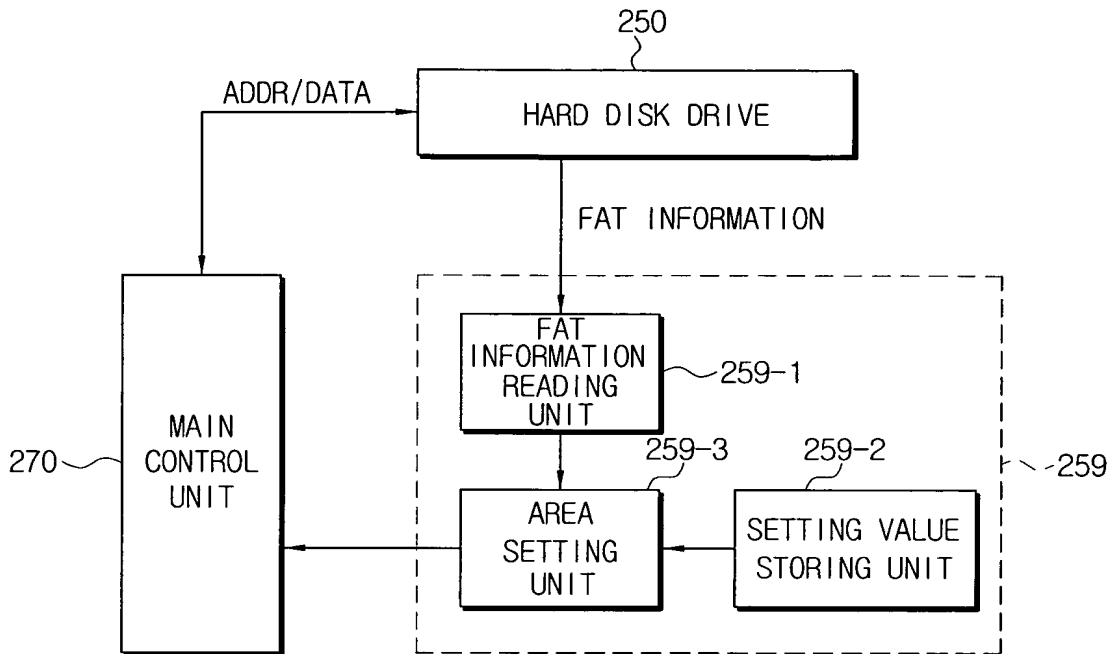 250
ADDR/DATA
HARD DISK DRIVE
FAT INFORMATION
FAT
INFORMATION
READING
UNIT
259-1
MAIN
CONTROL
UNIT
270
259-3
259-2
259
AREA
SETTING
UNIT
SETTING VALUE
STORING UNIT